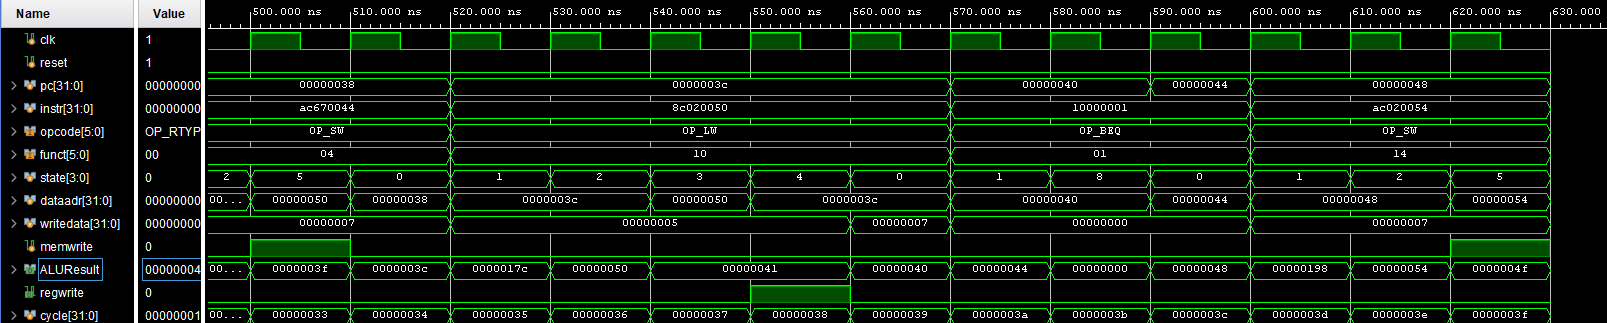 Name Value 500.000 ns 510.000 ns 520.000 ns 530.000 ns 540.000 ns 550.000 ns 560.000 ns 570.000 ns 580.000 ns 590.000 ns 600.000 ns 610.000 ns 620.000 ns 630.000
clk 1
reset 1
pc[31:0] 00000000 00000038 0000003c 00000040 00000044 00000048
instr[31:0] 00000000 ac670044 8c020050 10000001 ac020054
opcode[5:0] OP_RTYP OP_SW OP_LW OP_BEQ OP_SW
funct[5:0] 00 04 10 01 14
state[3:0] 0 2 5 0 1 2 3 4 0 1 8 0 1 2 5
dataadr[31:0] 00000000 00... 00000050 00000038 0000003c 00000050 0000003c 00000040 00000044 00000048 00000054
writedata[31:0] 00000000 00000007 00000005 00000007 00000000 00000007
memwrite 0
ALUResult 00000004 00... 0000003f 0000003c 0000017c 00000050 00000041 00000040 00000044 00000000 00000048 00000198 00000054 0000004f
regwrite 0
cycle[31:0] 00000001 00... 00000033 00000034 00000035 00000036 00000037 00000038 00000039 0000003a 0000003b 0000003c 0000003d 0000003e 0000003f